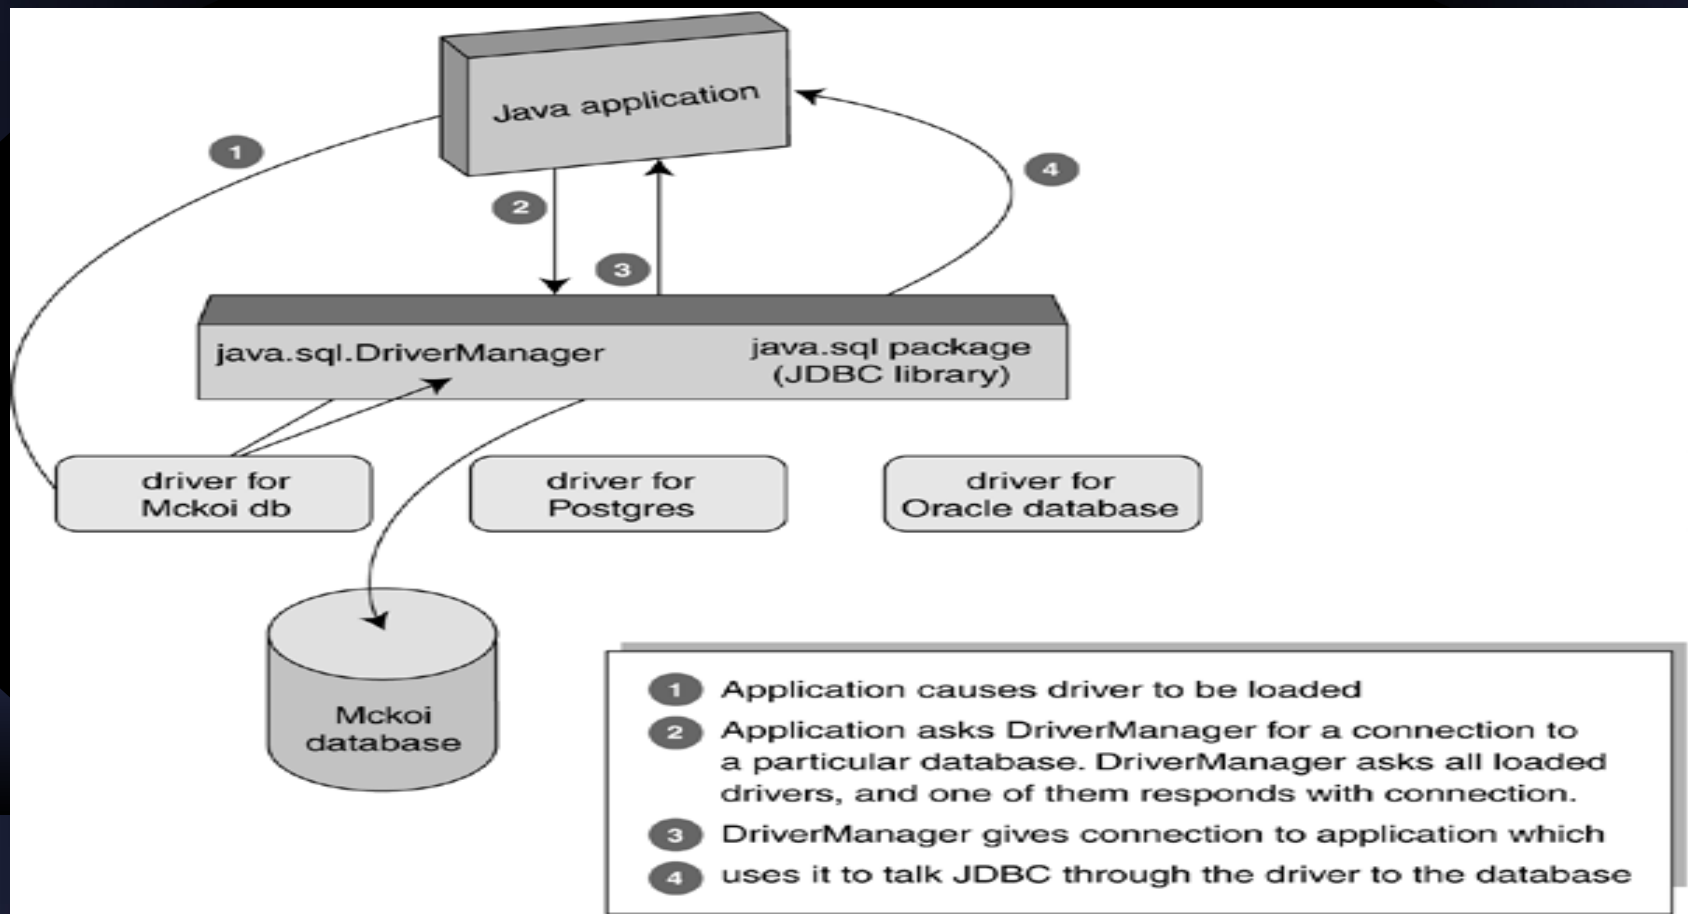 Java application
1
4
2
3
java.sql.DriverManager
java.sql package
(JDBC library)
driver for
Mckoi db
driver for
Postgres
driver for
Oracle database
Mckoi
database
1 Application causes driver to be loaded
2 Application asks DriverManager for a connection to
a particular database. DriverManager asks all loaded
drivers, and one of them responds with connection.
3 DriverManager gives connection to application which
4 uses it to talk JDBC through the driver to the database